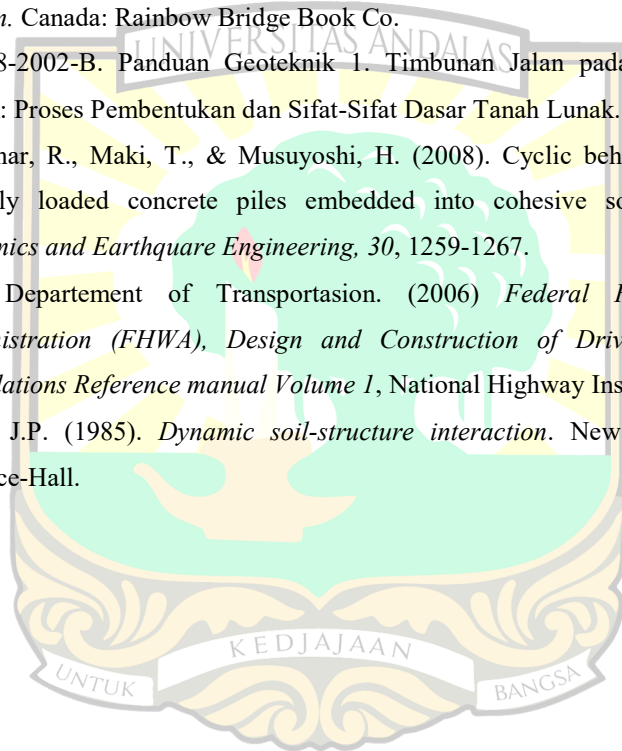 n. Canada: Rainbow Bridge Book Co.
UNIVERSITAS ANDALAS
8-2002-B. Panduan Geoteknik 1. Timbunan Jalan pada
: Proses Pembentukan dan Sifat-Sifat Dasar Tanah Lunak.
nar, R., Maki, T., & Musuyoshi, H. (2008). Cyclic beh
ly loaded concrete piles embedded into cohesive so
mics and Earthquare Engineering, 30, 1259-1267.
Departement of Transportasion. (2006) Federal H
nistration (FHWA), Design and Construction of Driv
lations Reference manual Volume 1, National Highway Ins
J.P. (1985). Dynamic soil-structure interaction. New
ce-Hall.
KEDJAJAAN
UNTUK BANGSA